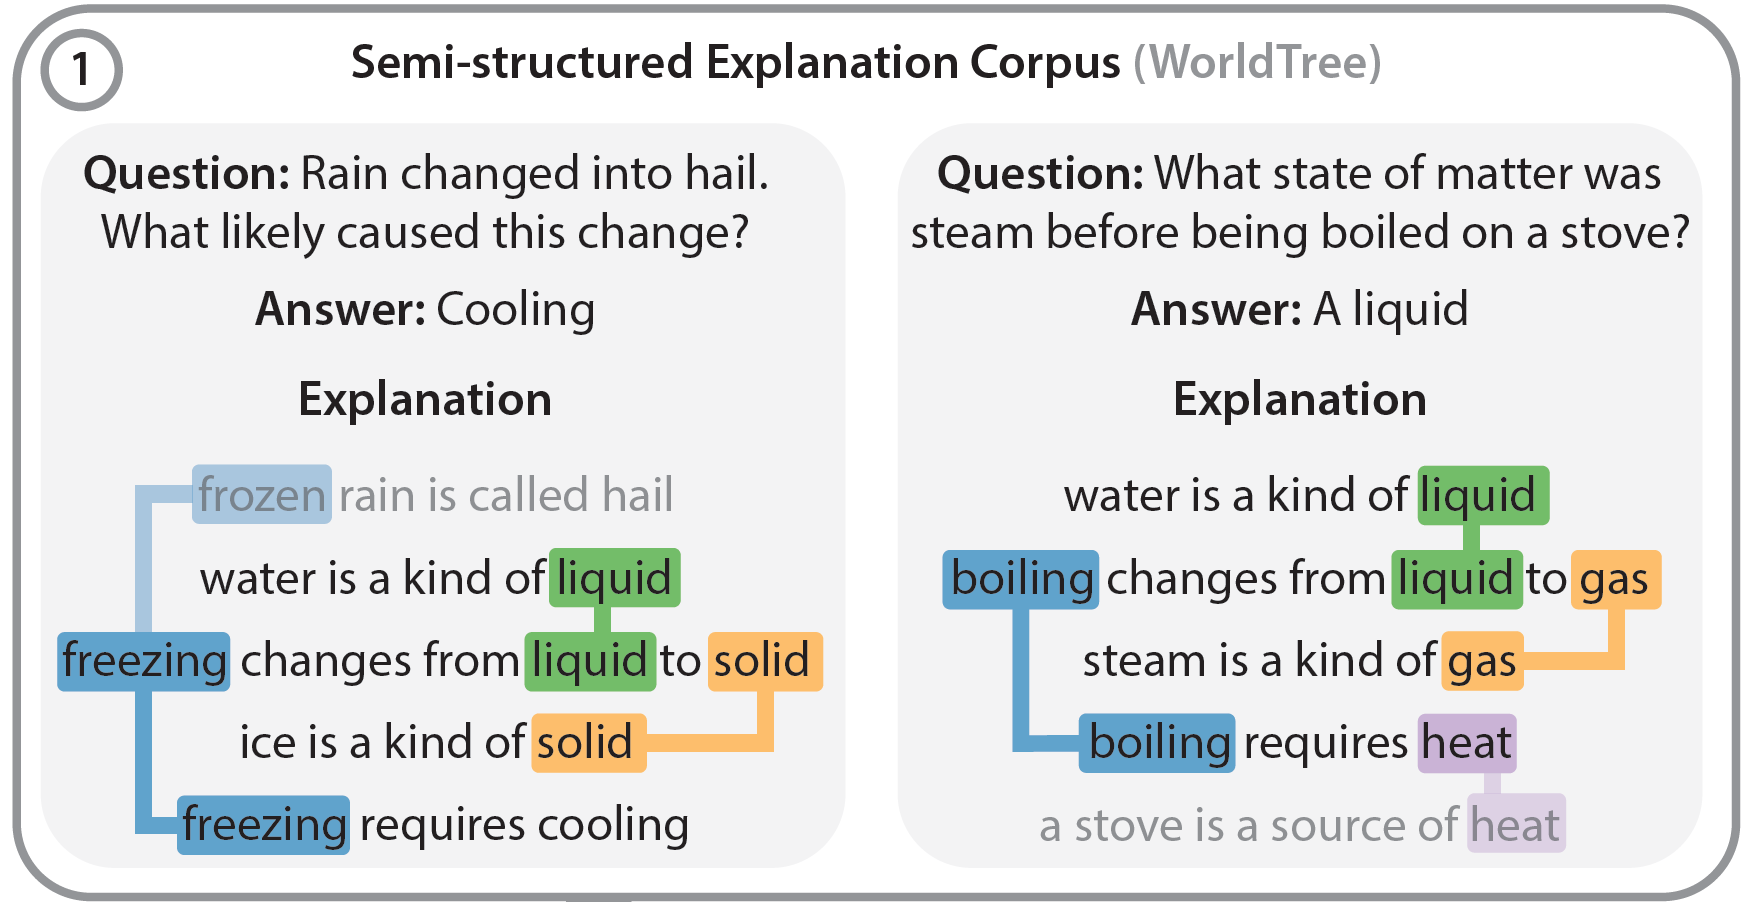 1
Semi-structured Explanation Corpus (WorldTree)
Question: Rain changed into hail.
What likely caused this change?
Answer: Cooling
Explanation
frozen rain is called hail
water is a kind of liquid
freezing changes from liquid to solid
ice is a kind of solid
freezing requires cooling
Question: What state of matter was
steam before being boiled on a stove?
Answer: A liquid
Explanation
water is a kind of liquid
boiling changes from liquid to gas
steam is a kind of gas
boiling requires heat
a stove is a source of heat